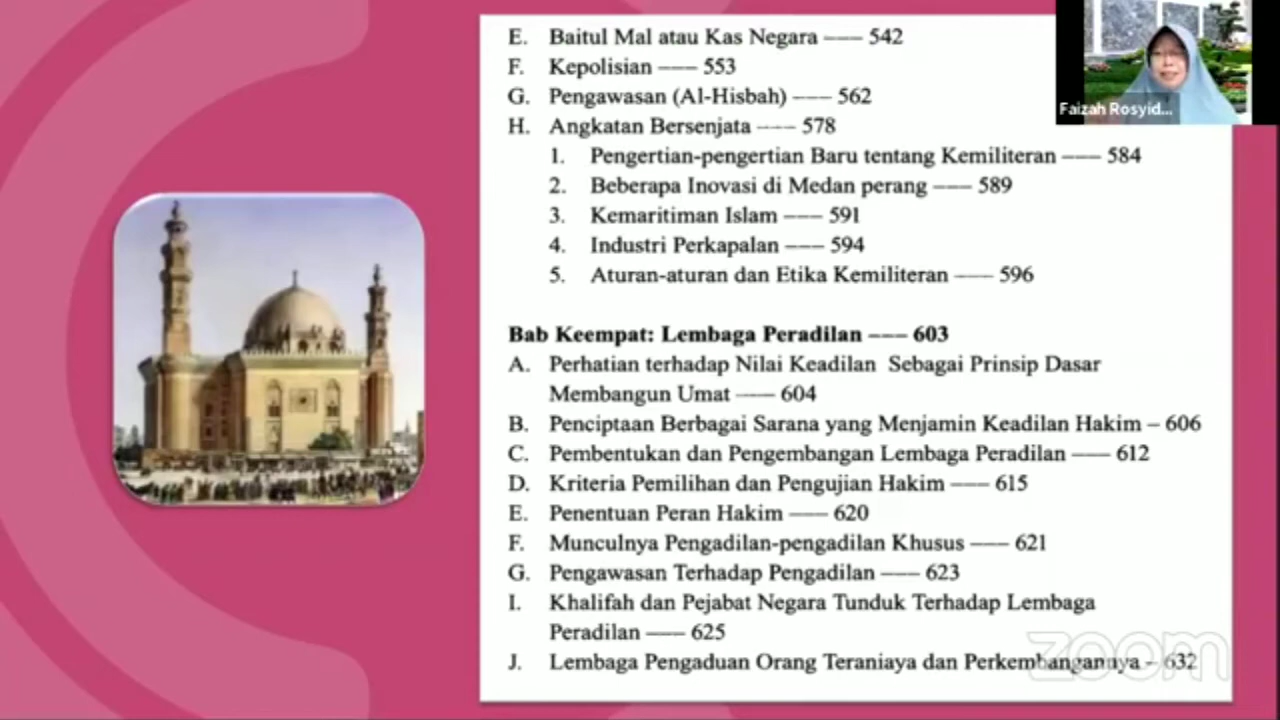 E. Baitul Mal atau Kas Negara —–– 542
F. Kepolisian —–– 553
G. Pengawasan (Al-Hisbah) —–– 562
H. Angkatan Bersenjata —–– 578
1. Pengertian-pengertian Baru tentang Kemiliteran —–– 584
2. Beberapa Inovasi di Medan perang —–– 589
3. Kemaritiman Islam —–– 591
4. Industri Perkapalan —–– 594
5. Aturan-aturan dan Etika Kemiliteran —–– 596
Bab Keempat: Lembaga Peradilan —–– 603
A. Perhatian terhadap Nilai Keadilan Sebagai Prinsip Dasar
Membangun Umat —–– 604
B. Penciptaan Berbagai Sarana yang Menjamin Keadilan Hakim – 606
C. Pembentukan dan Pengembangan Lembaga Peradilan —–– 612
D. Kriteria Pemilihan dan Pengujian Hakim —–– 615
E. Penentuan Peran Hakim —–– 620
F. Munculnya Pengadilan-pengadilan Khusus —–– 621
G. Pengawasan Terhadap Pengadilan —–– 623
I. Khalifah dan Pejabat Negara Tunduk Terhadap Lembaga
Peradilan —–– 625
J. Lembaga Pengaduan Orang Teraniaya dan Perkembangannya – 632
Faizah Rosyid...
zoom